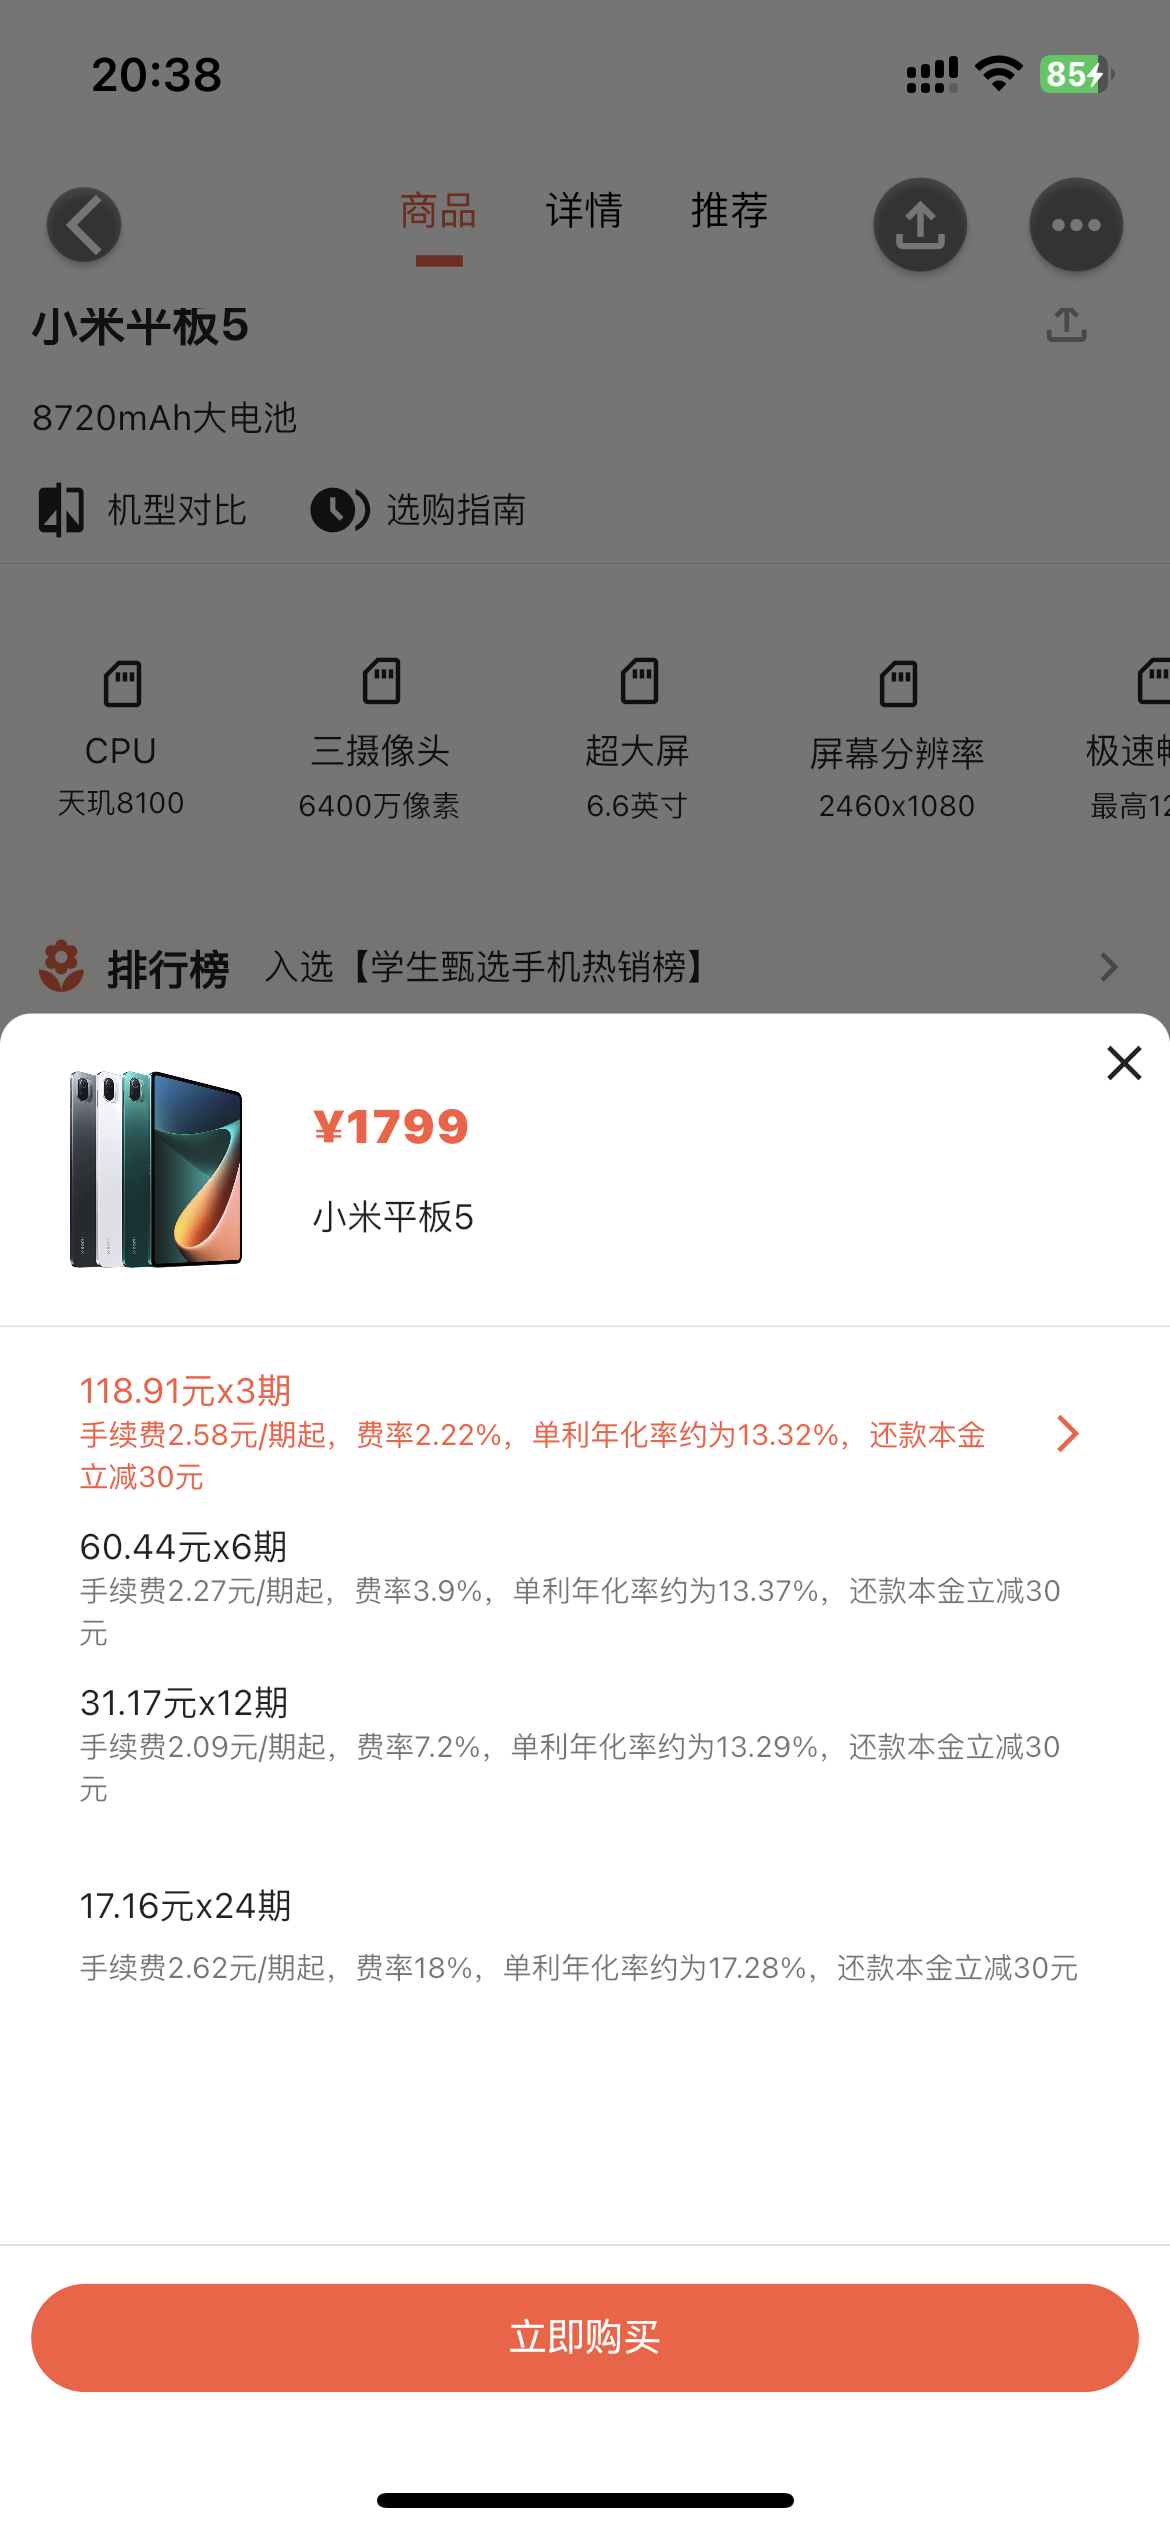 20:38
85
商品
详情
推荐
小米平板5
8720mAh大电池
机型对比
选购指南
CPU
三摄像头
超大屏
屏幕分辨率
极速
天玑8100
6400万像素
6.6英寸
2460x1080
最高12
排行榜
入选【学生甄选手机热销榜】
¥1799
小米平板5
118.91元x3期
手续费2.58元/期起，费率2.22%，单利年化率约为13.32%，还款本金
立减30元
60.44元x6期
手续费2.27元/期起，费率3.9%，单利年化率约为13.37%，还款本金立减30
元
31.17元x12期
手续费2.09元/期起，费率7.2%，单利年化率约为13.29%，还款本金立减30
元
17.16元x24期
手续费2.62元/期起，费率18%，单利年化率约为17.28%，还款本金立减30元
立即购买